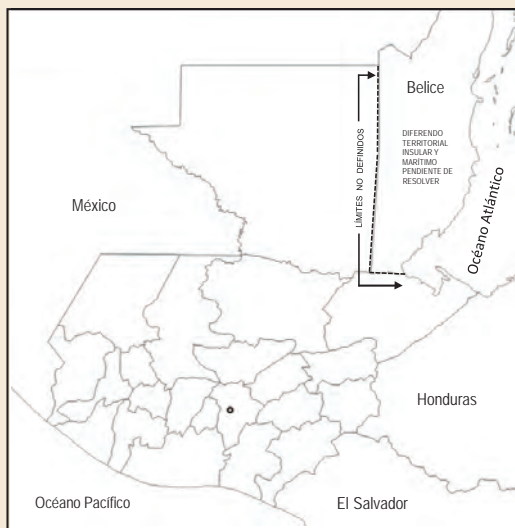 Belice
DIFERENDO
TERRITORIAL
INSULAR Y
MARÍTIMO
PENDIENTE DE
RESOLVER
LÍMITES NO DEFINIDOS
México
Océano Atlántico
Honduras
Océano Pacífico
El Salvador